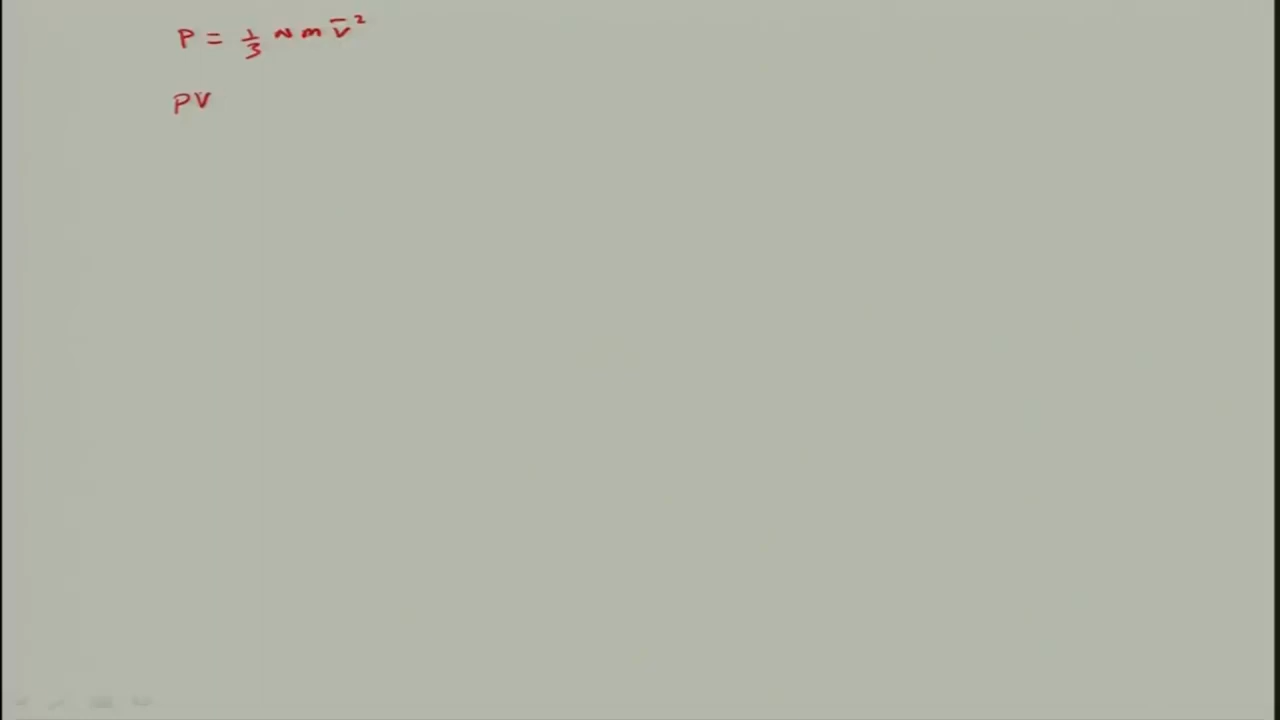 P = 1/3 n m v̄²
PV